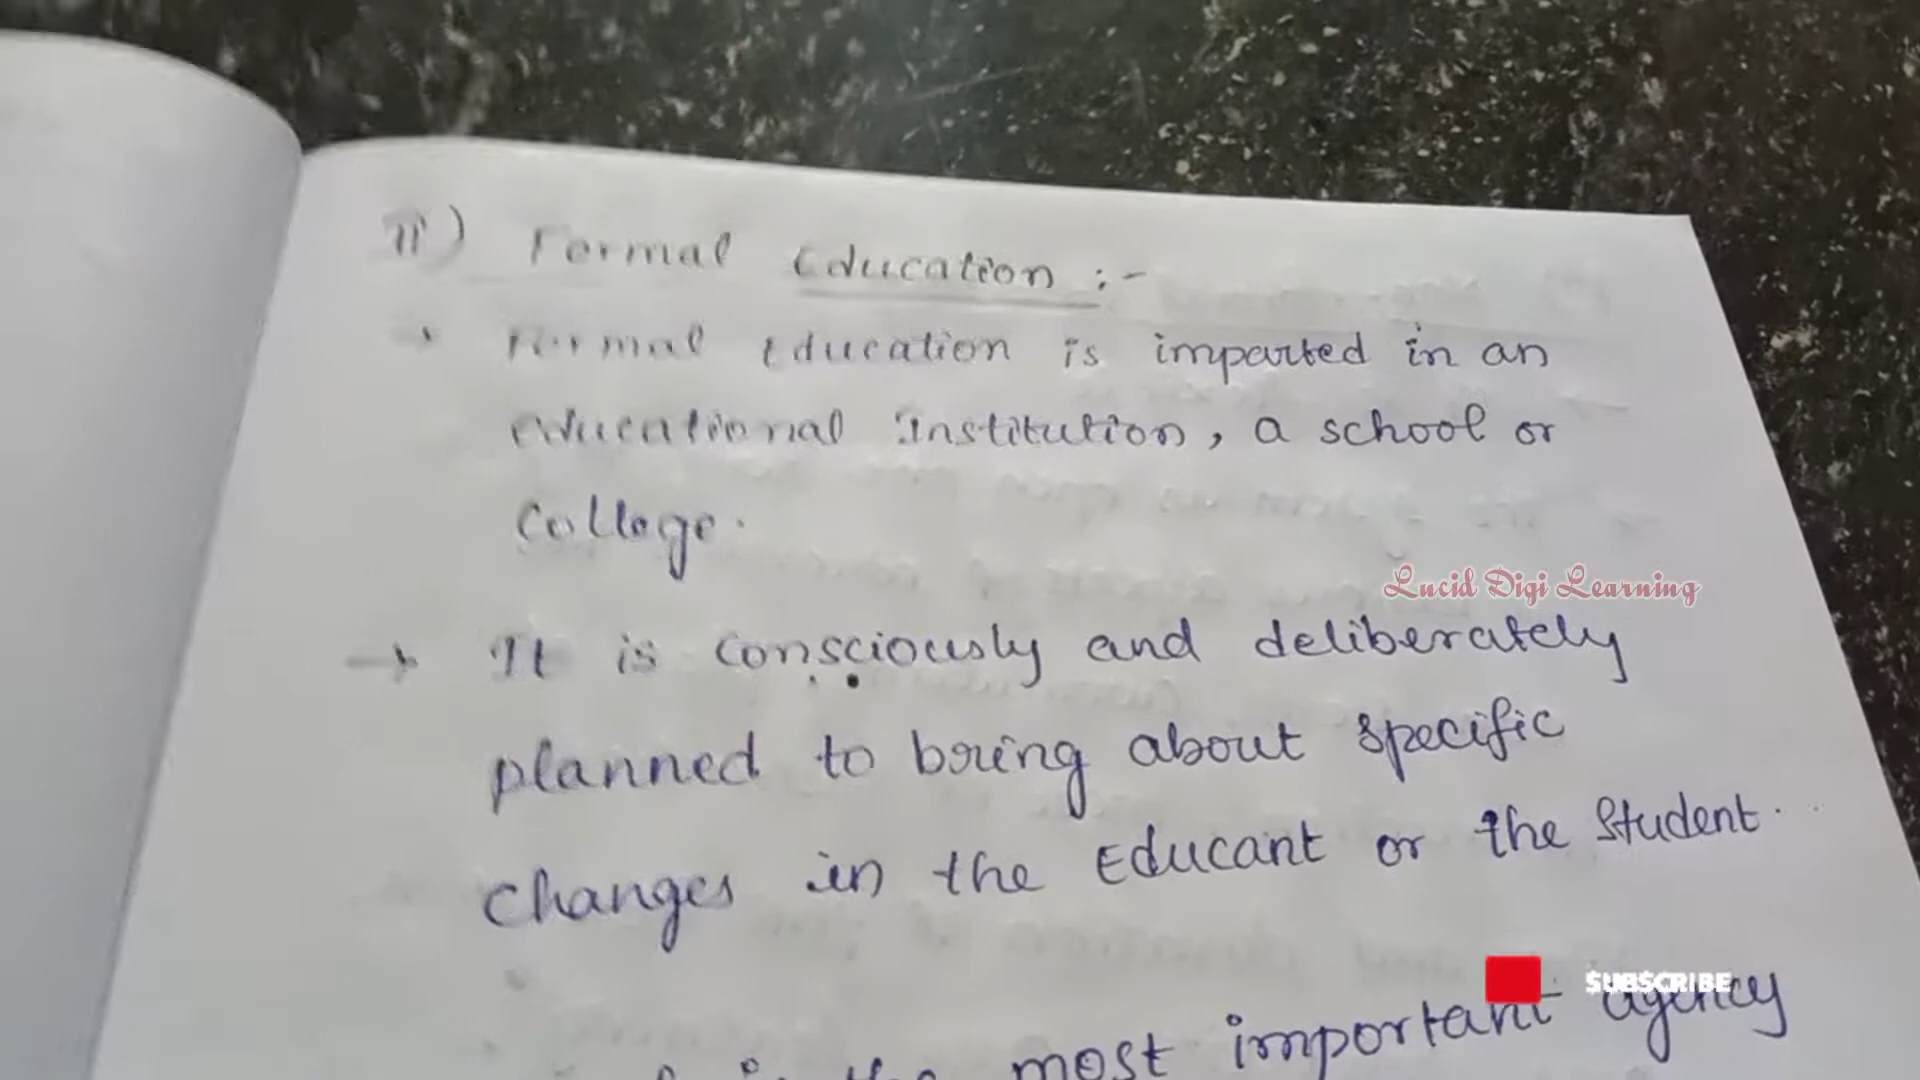 ii) Formal Education :-
→ Formal Education is imparted in an
educational Institution, a school or
College.
→ It is consciously and deliberately
planned to bring about specific
changes in the Educant or the Student.
Lucid Digi Learning
SUBSCRIBE
is the most important agency